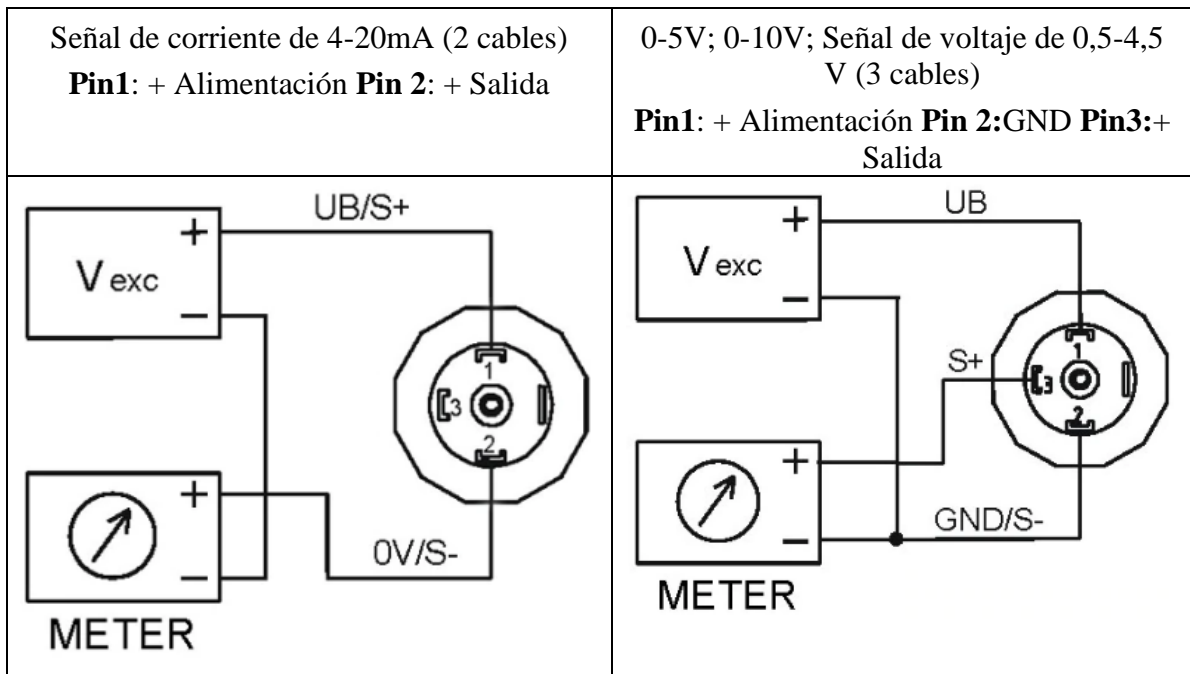 Señal de corriente de 4-20mA (2 cables)
Pin1: + Alimentación Pin 2: + Salida
0-5V; 0-10V; Señal de voltaje de 0,5-4,5
V (3 cables)
Pin1: + Alimentación Pin 2:GND Pin3:+
Salida
UB/S+
+
V exc
−
1
3
2
+
0V/S-
−
METER
UB
+
V exc
−
1
S+
3
2
+
GND/S-
−
METER